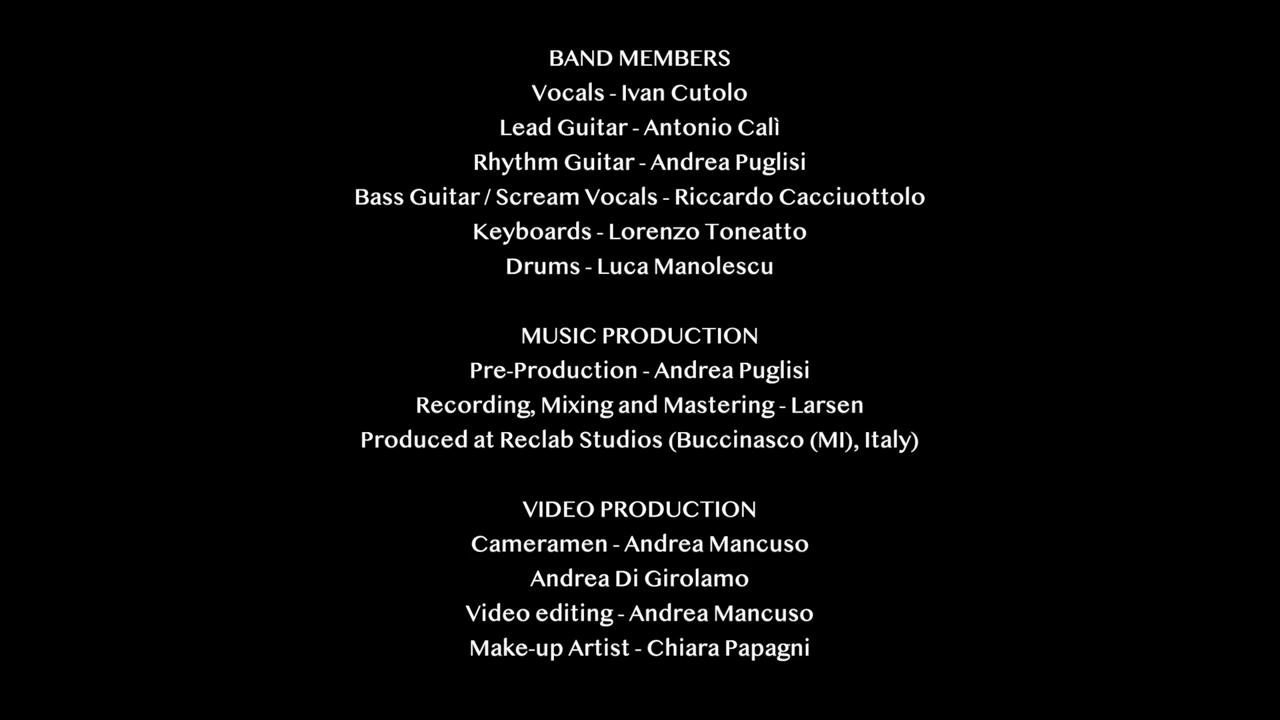 BAND MEMBERS
Vocals - Ivan Cutolo
Lead Guitar - Antonio Calì
Rhythm Guitar - Andrea Puglisi
Bass Guitar / Scream Vocals - Riccardo Cacciuottolo
Keyboards - Lorenzo Toneatto
Drums - Luca Manolescu
MUSIC PRODUCTION
Pre-Production - Andrea Puglisi
Recording, Mixing and Mastering - Larsen
Produced at Reclab Studios (Buccinasco (MI), Italy)
VIDEO PRODUCTION
Cameramen - Andrea Mancuso
Andrea Di Girolamo
Video editing - Andrea Mancuso
Make-up Artist - Chiara Papagni